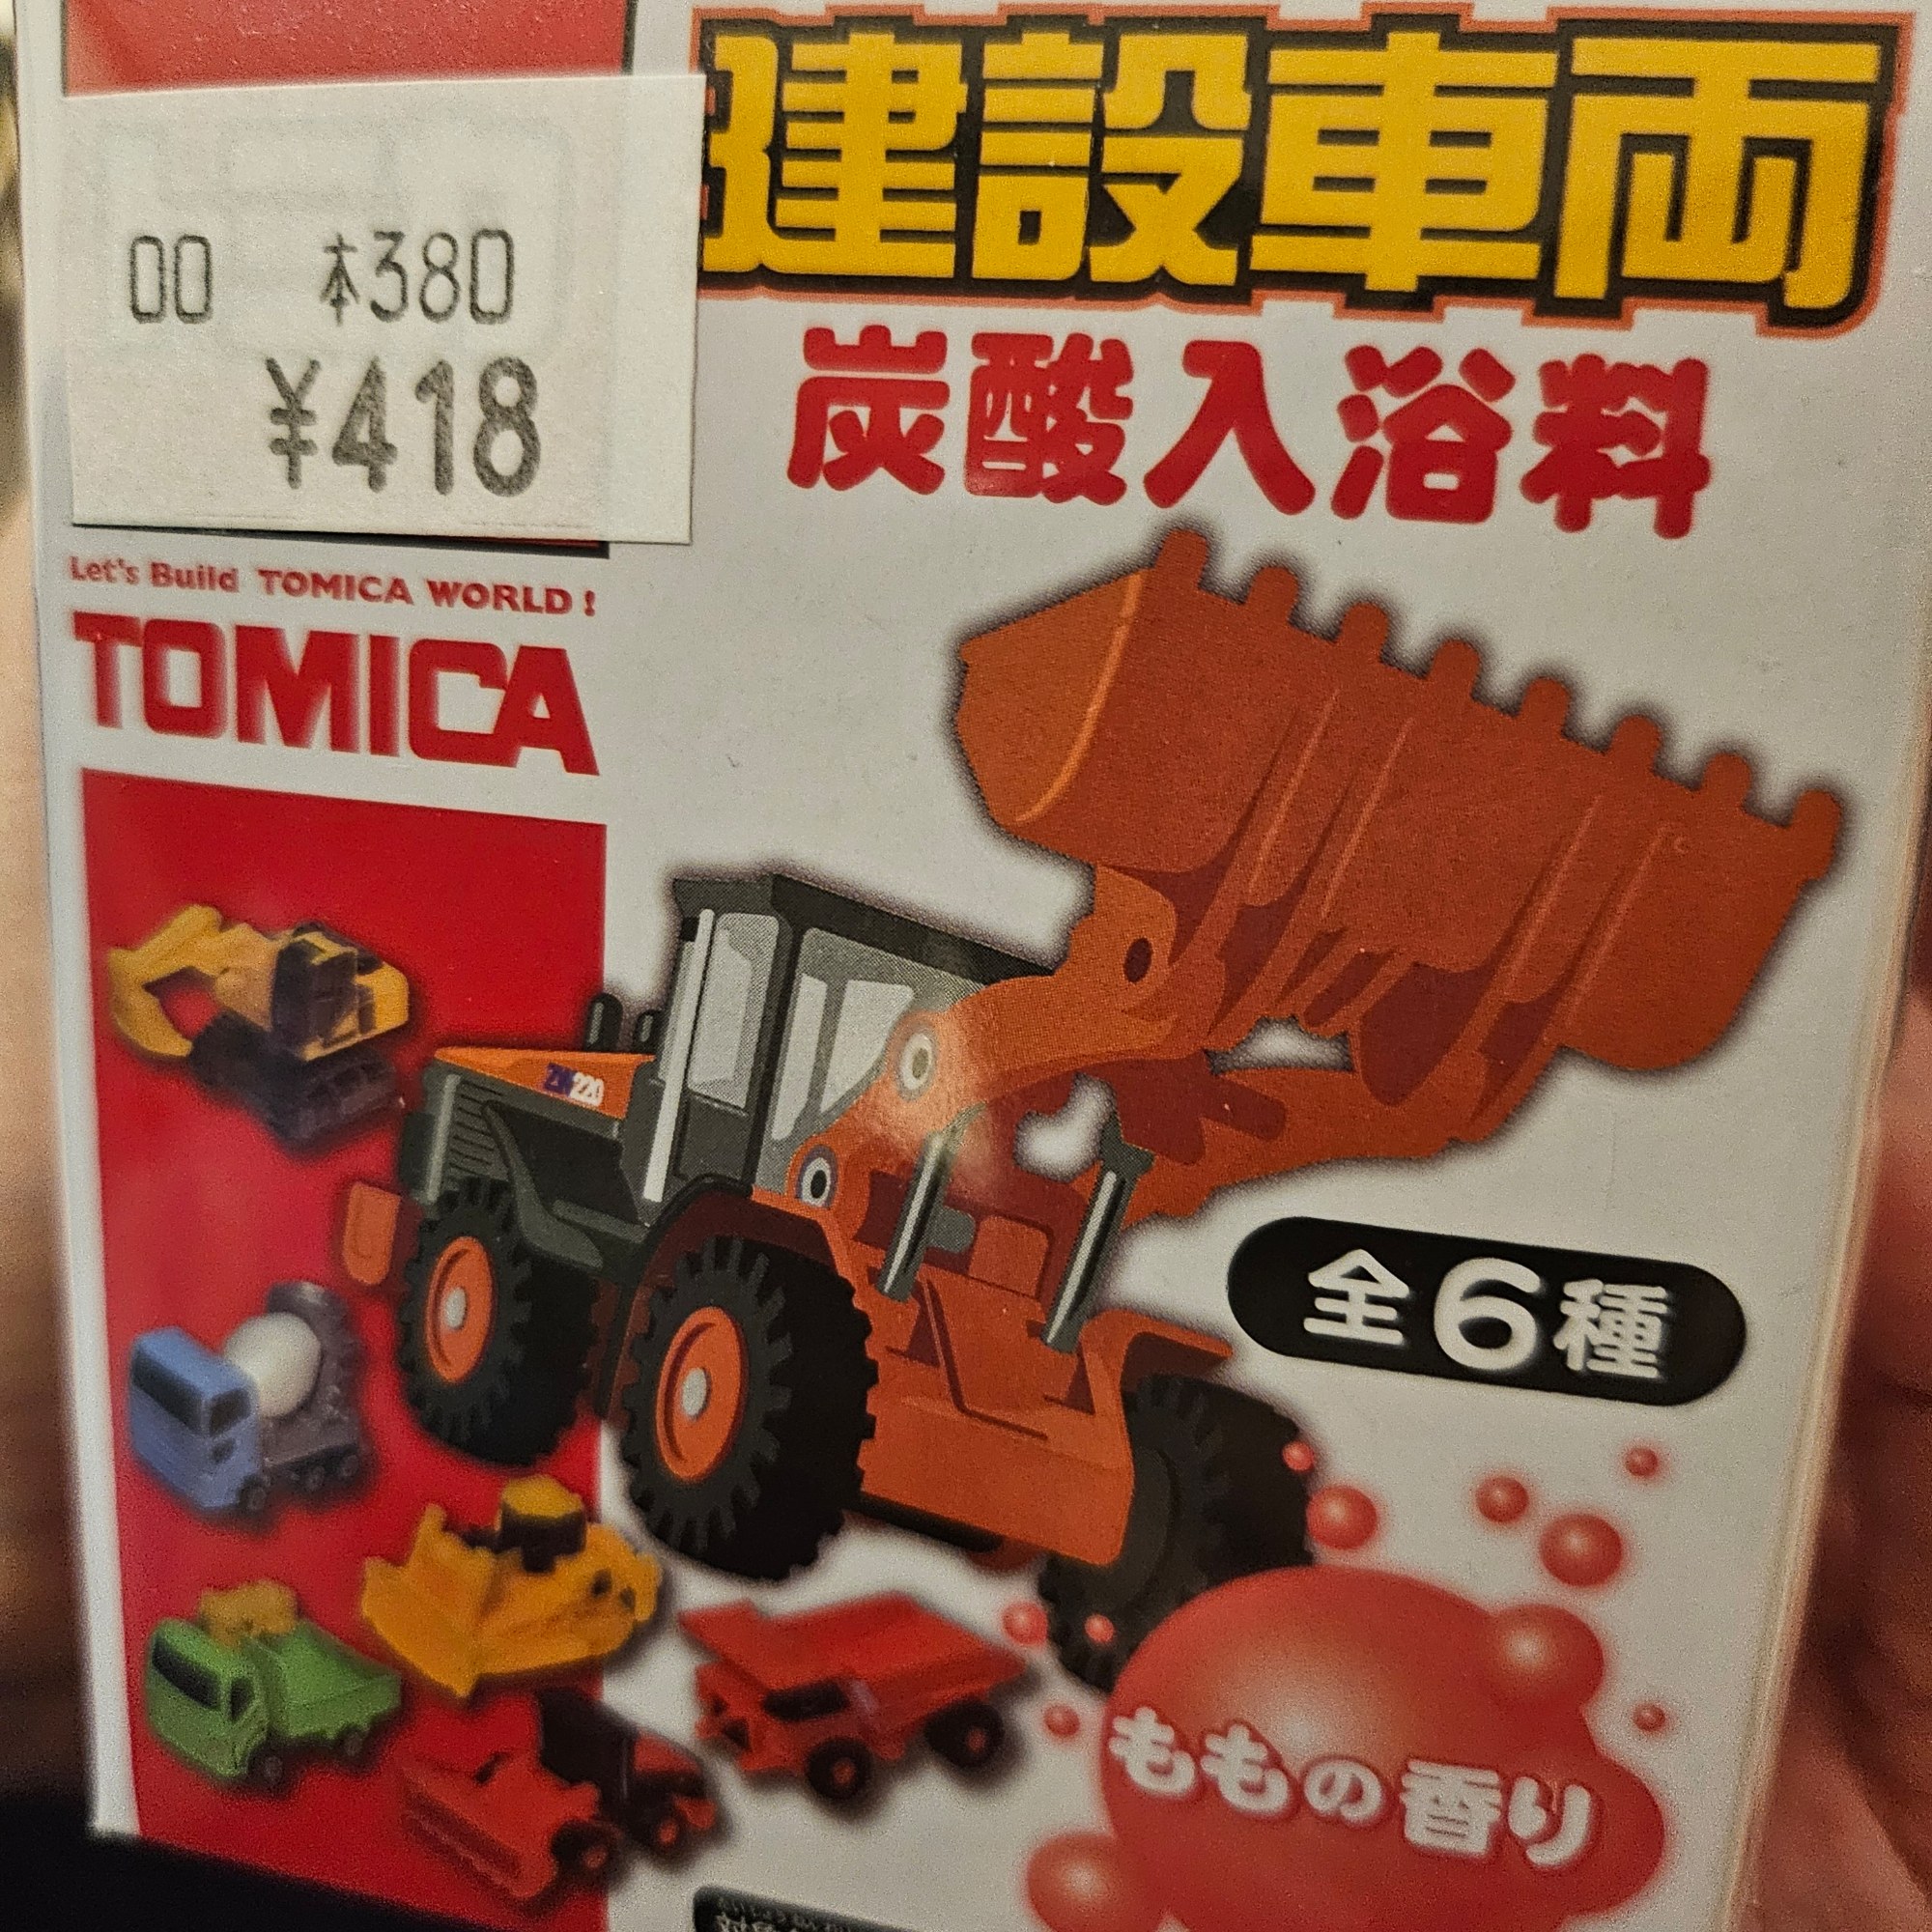 建設車両
炭酸入浴料
00 本380
¥418
Let's Build TOMICA WORLD!
TOMICA
ZW220
全6種
ももの香り